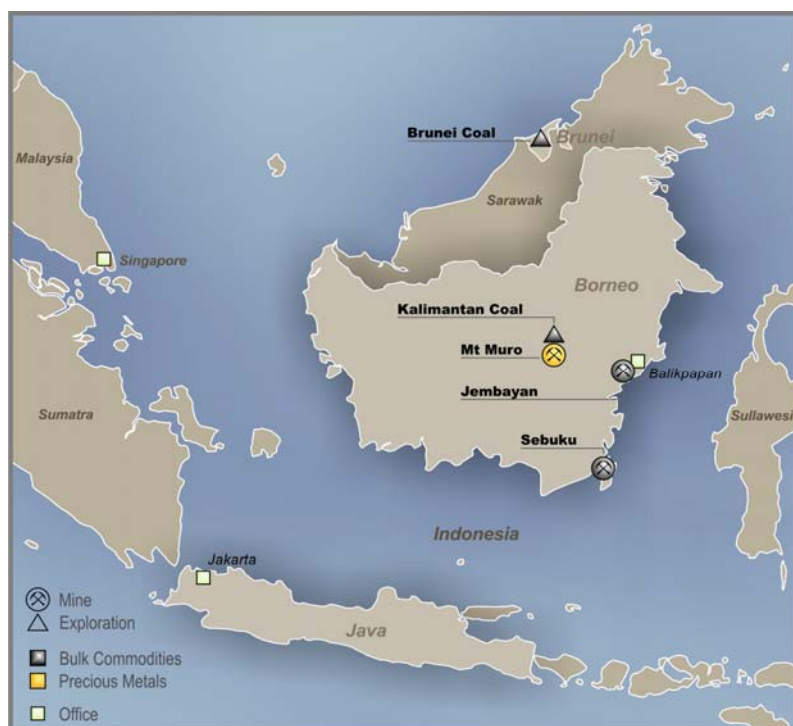 Brunei Coal
Brunei
Malaysia
Sarawak
Singapore
Borneo
Kalimantan Coal
Mt Muro
Balikpapan
Jembayan
Sumatra
Sullawesi
Sebuku
Indonesia
Jakarta
Java
Mine
Exploration
Bulk Commodities
Precious Metals
Office